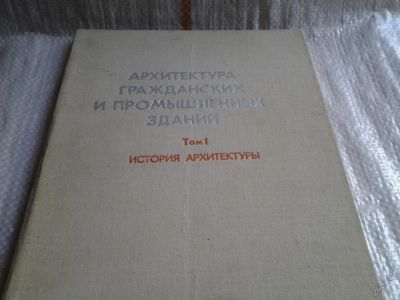 АРХИТЕКТУРА
ГРАЖДАНСКИХ
И ПРОМЫШЛЕННЫХ
ЗДАНИЙ
Том I
ИСТОРИЯ АРХИТЕКТУРЫ